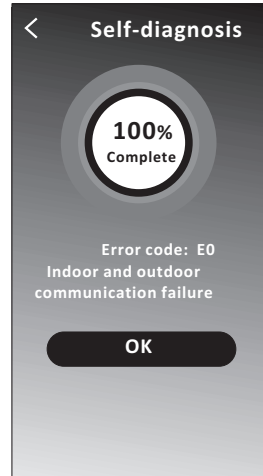 Self-diagnosis
100%
Complete
Error code: E0
Indoor and outdoor
communication failure
OK